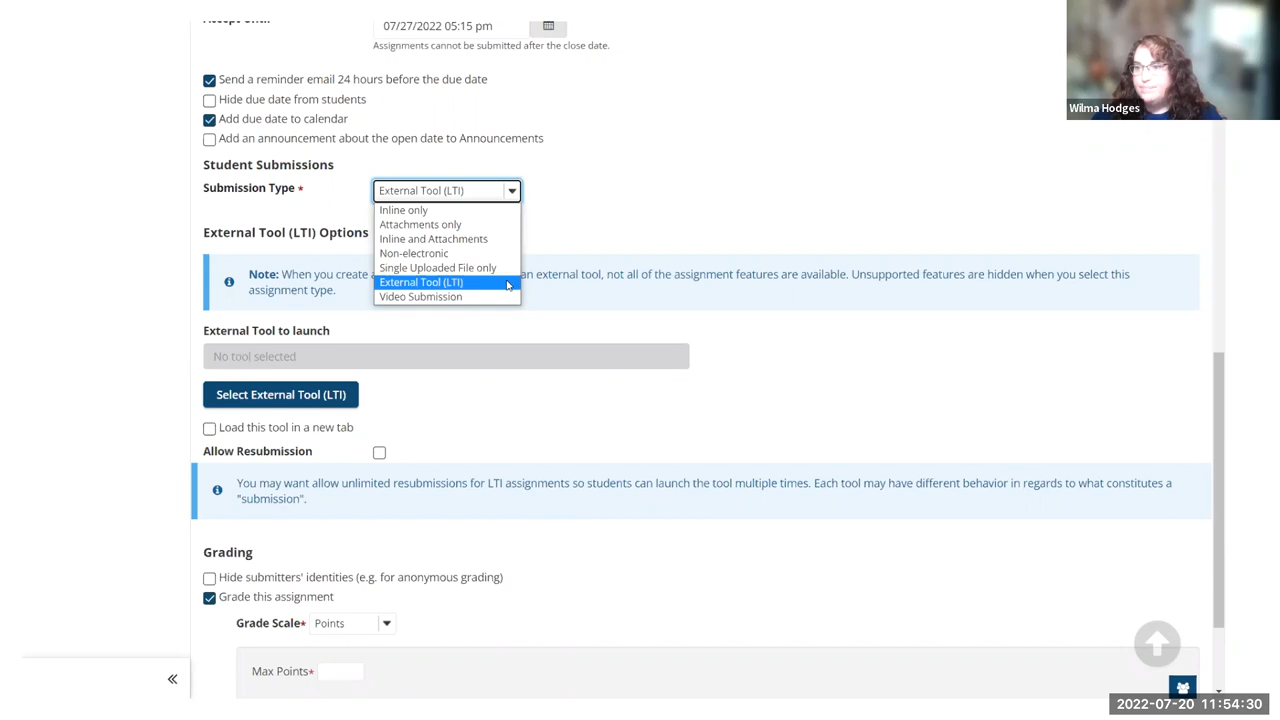 07/27/2022 05:15 pm
Assignments cannot be submitted after the close date.
Wilma Hodges
Send a reminder email 24 hours before the due date
Hide due date from students
Add due date to calendar
Add an announcement about the open date to Announcements
Student Submissions
Submission Type *
External Tool (LTI)
Inline only
Attachments only
Inline and Attachments
Non-electronic
Single Uploaded File only
External Tool (LTI)
Video Submission
External Tool (LTI) Options
Note: When you create a an external tool, not all of the assignment features are available. Unsupported features are hidden when you select this
assignment type.
External Tool to launch
No tool selected
Select External Tool (LTI)
Load this tool in a new tab
Allow Resubmission
You may want allow unlimited resubmissions for LTI assignments so students can launch the tool multiple times. Each tool may have different behavior in regards to what constitutes a
"submission".
Grading
Hide submitters' identities (e.g. for anonymous grading)
Grade this assignment
Grade Scale* Points
Max Points*
2022-07-20 11:54:30